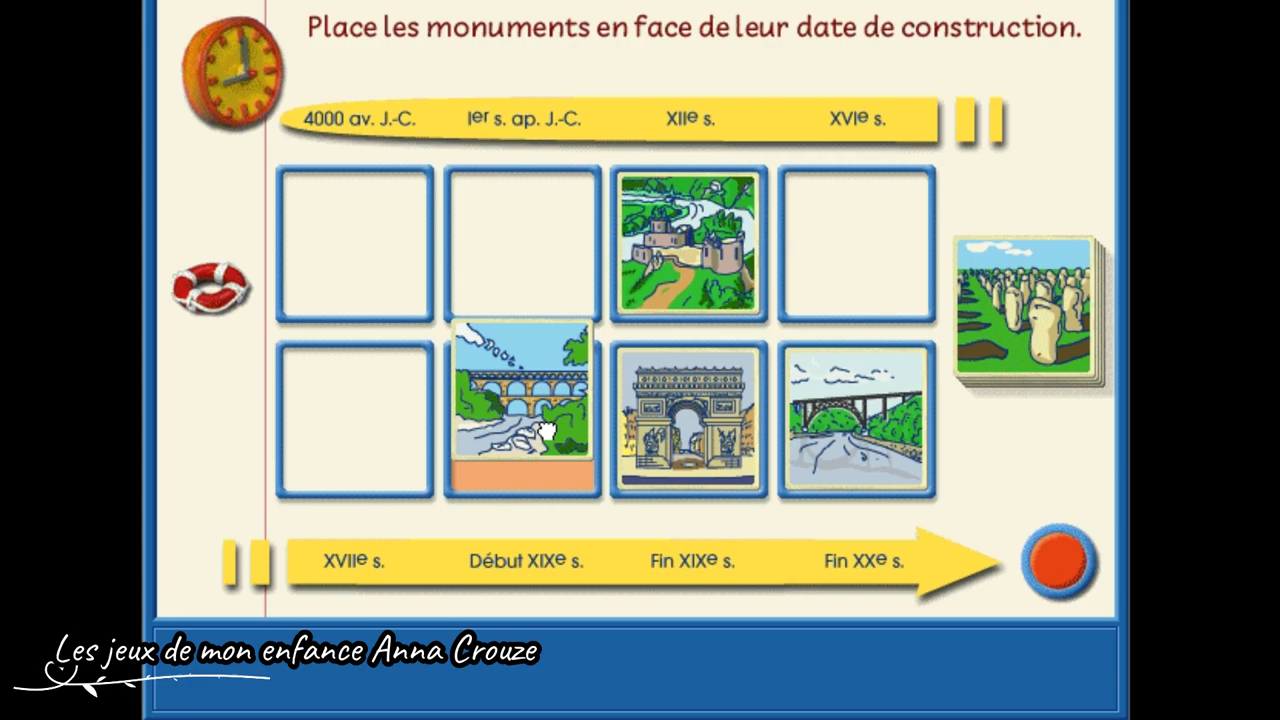 Place les monuments en face de leur date de construction.
4000 av. J.-C. Ier s. ap. J.-C. XIIe s. XVIe s.
XVIIe s. Début XIXe s. Fin XIXe s. Fin XXe s.
Les jeux de mon enfance Anna Crouze